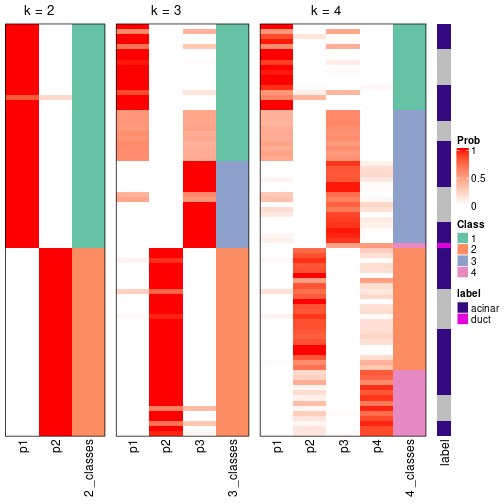 k = 2
k = 3
k = 4
Prob
1
0.5
0
Class
1
2
3
4
label
acinar
duct
p1
p2
2_classes
p1
p2
p3
3_classes
p1
p2
p3
p4
4_classes
label